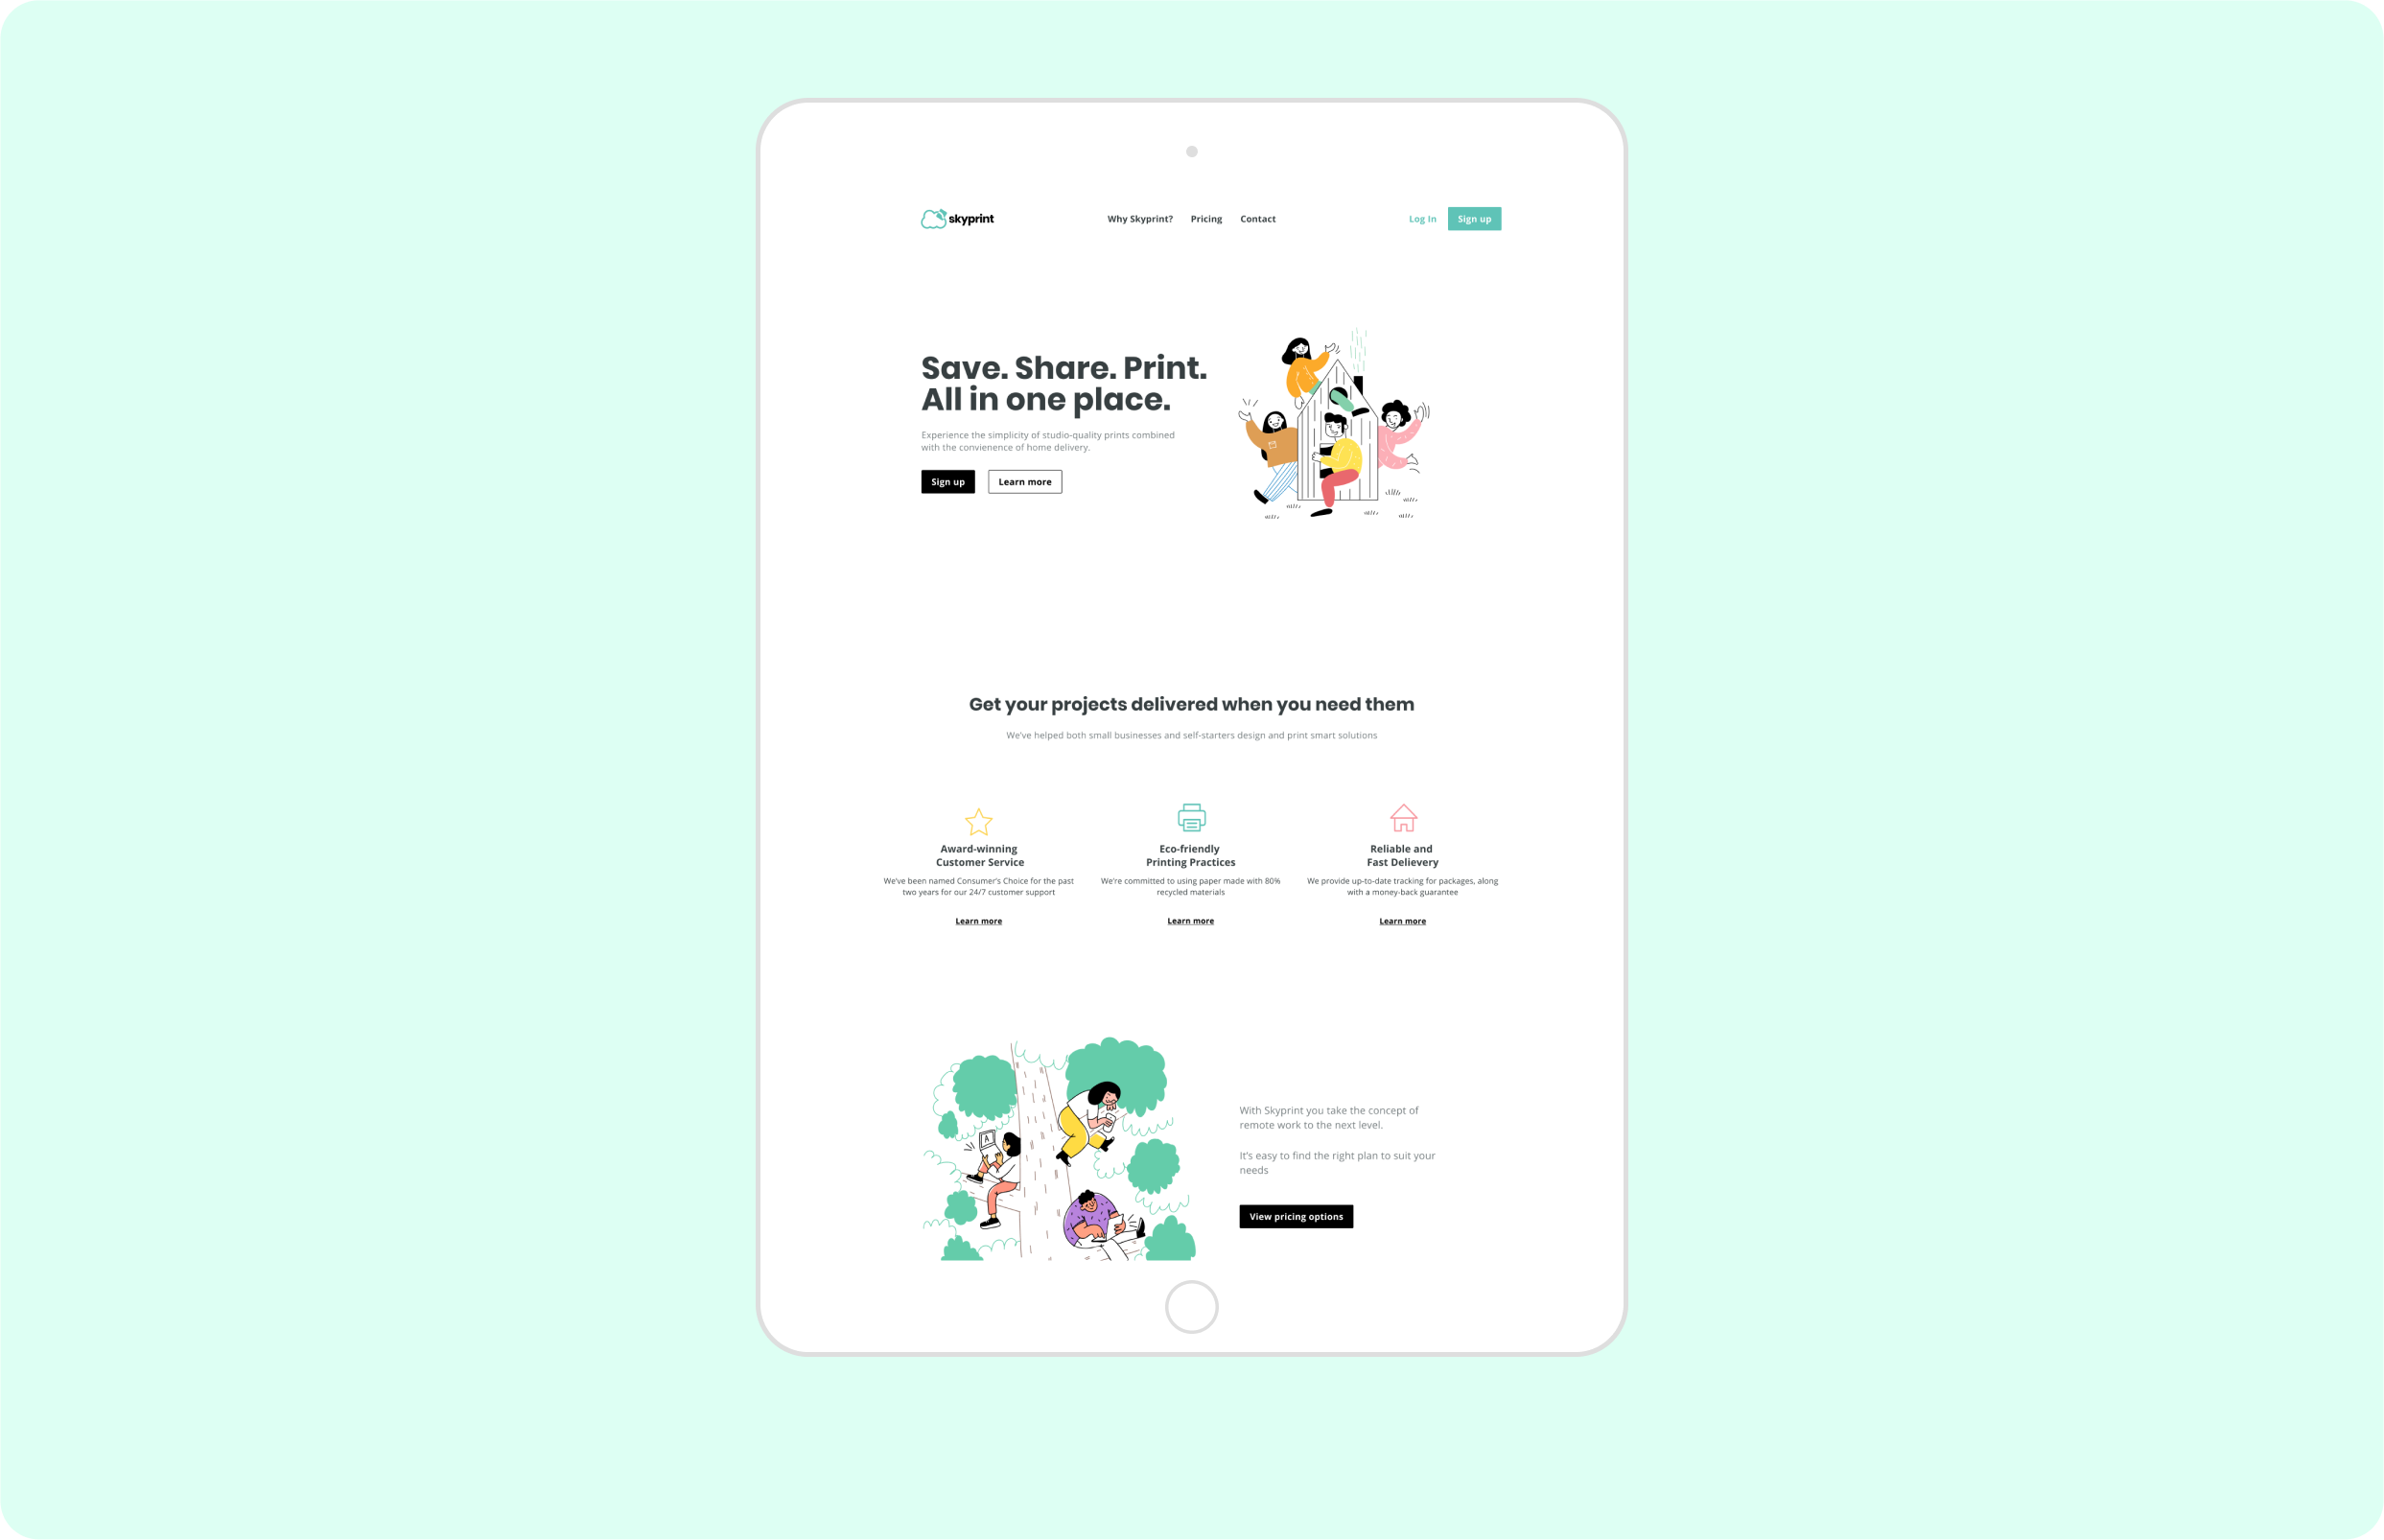 skyprint
Why Skyprint?
Pricing
Contact
Log In
Sign up
Save. Share. Print.
All in one place.
Experience the simplicity of studio-quality prints combined
with the convienence of home delivery.
Sign up
Learn more
Get your projects delivered when you need them
We've helped both small businesses and self-starters design and print smart solutions
Award-winning
Customer Service
We've been named Consumer's Choice for the past
two years for our 24/7 customer support
Learn more
Eco-friendly
Printing Practices
We're committed to using paper made with 80%
recycled materials
Learn more
Reliable and
Fast Delievery
We provide up-to-date tracking for packages, along
with a money-back guarantee
Learn more
A
With Skyprint you take the concept of
remote work to the next level.
It's easy to find the right plan to suit your
needs
View pricing options